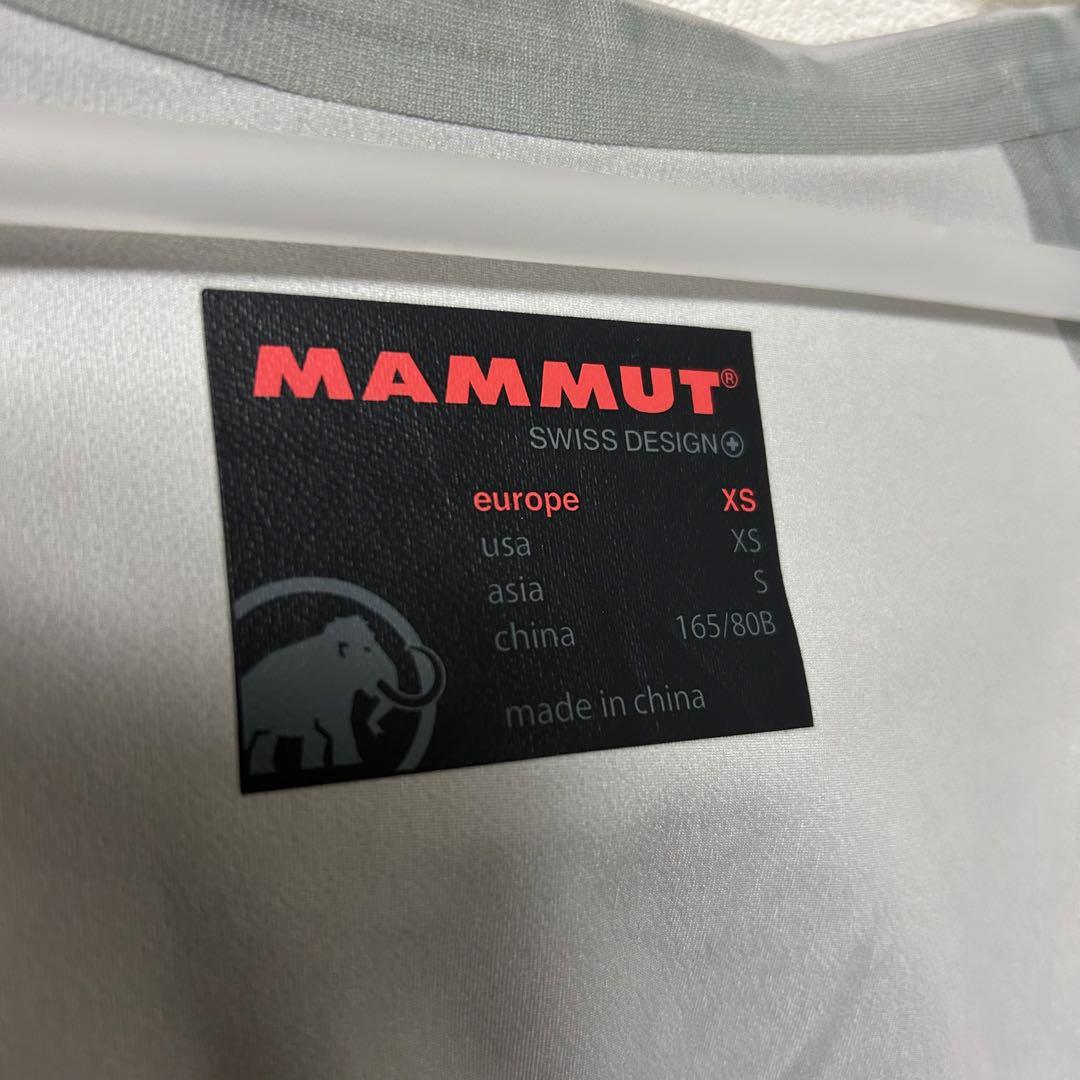 MAMMUT®
SWISS DESIGN
europe XS
usa XS
asia S
china 165/80B
made in china